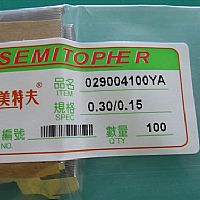 SEMITOPHER
美特夫
品名 029004100YA
ITEM
規格 0.30/0.15
SPEC
編號 數量 100
NO. Q'TY